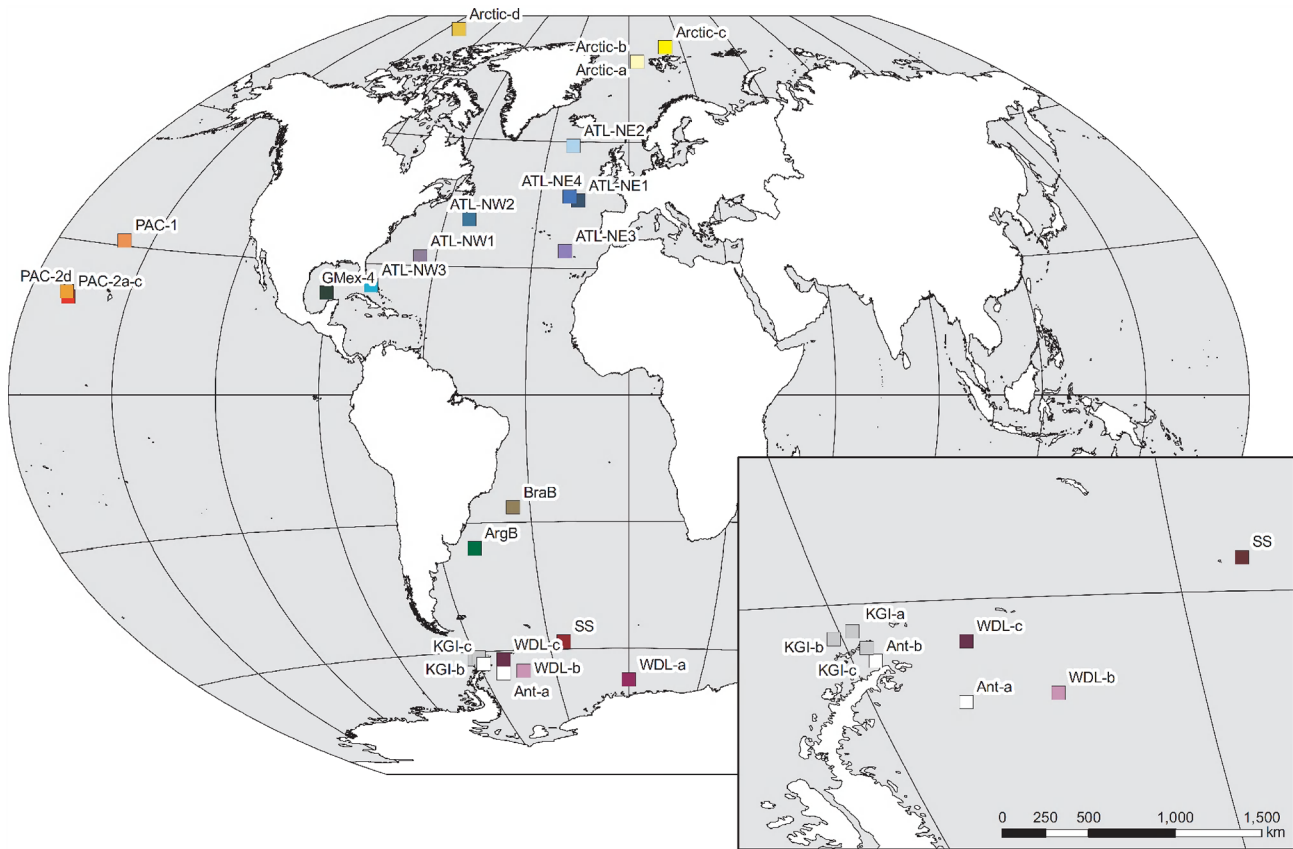 Arctic-d
Arctic-b
Arctic-c
Arctic-a
ATL-NE2
ATL-NE4
ATL-NE1
ATL-NW2
PAC-1
ATL-NW1
ATL-NE3
PAC-2d
PAC-2a-c
GMex-4
ATL-NW3
BraB
ArgB
SS
KGI-c
WDL-c
KGI-b
WDL-b
WDL-a
Ant-a
SS
KGI-a
KGI-b
Ant-b
WDL-c
KGI-c
Ant-a
WDL-b
0 250 500 1,000 1,500
km